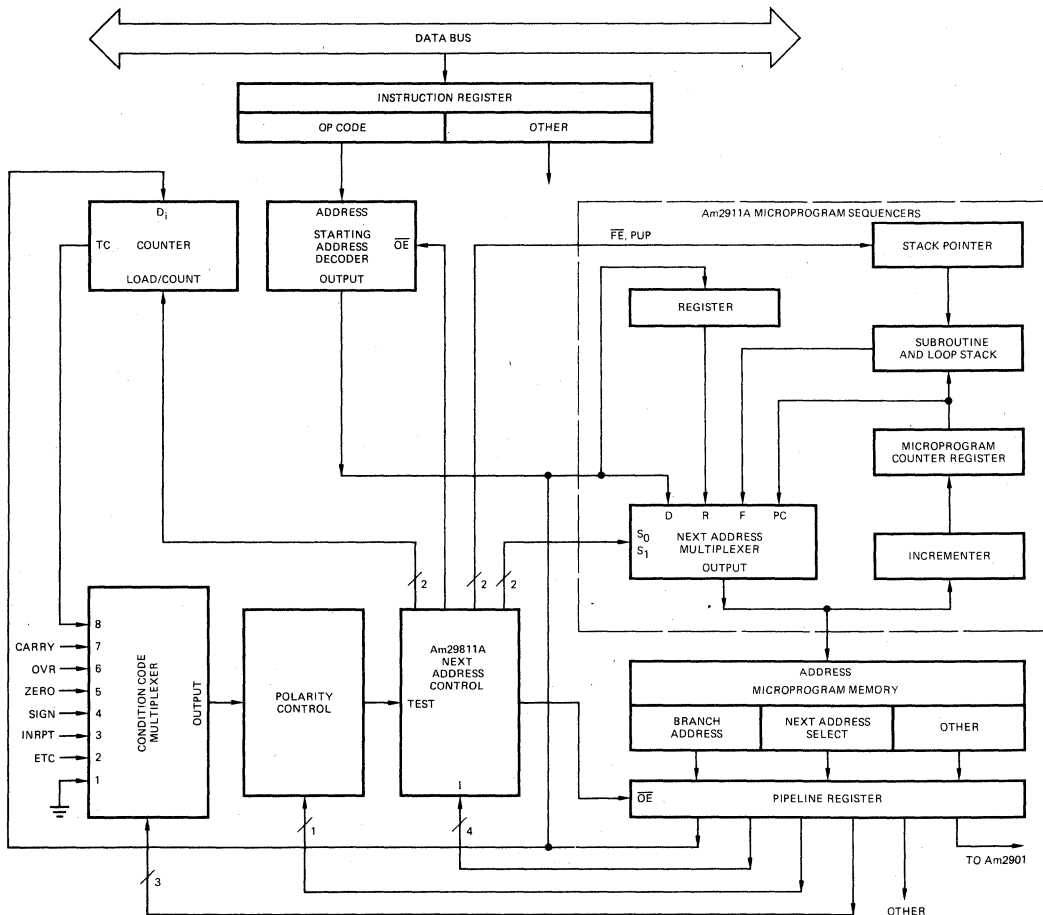 DATA BUS
INSTRUCTION REGISTER
OP CODE
OTHER
Di
TC
COUNTER
LOAD/COUNT
ADDRESS
STARTING
ADDRESS
DECODER
OE
OUTPUT
Am2911A MICROPROGRAM SEQUENCERS
FE, PUP
STACK POINTER
REGISTER
SUBROUTINE
AND LOOP STACK
MICROPROGRAM
COUNTER REGISTER
D R F PC
S0
S1
NEXT ADDRESS
MULTIPLEXER
OUTPUT
INCREMENTER
2
2
2
8
CARRY 7
OVR 6
ZERO 5
SIGN 4
INRPT 3
ETC 2
1
CONDITION CODE
MULTIPLEXER
OUTPUT
POLARITY
CONTROL
Am29811A
NEXT
ADDRESS
CONTROL
TEST
I
ADDRESS
MICROPROGRAM MEMORY
BRANCH
ADDRESS
NEXT ADDRESS
SELECT
OTHER
OE
PIPELINE REGISTER
1
4
3
TO Am2901
OTHER